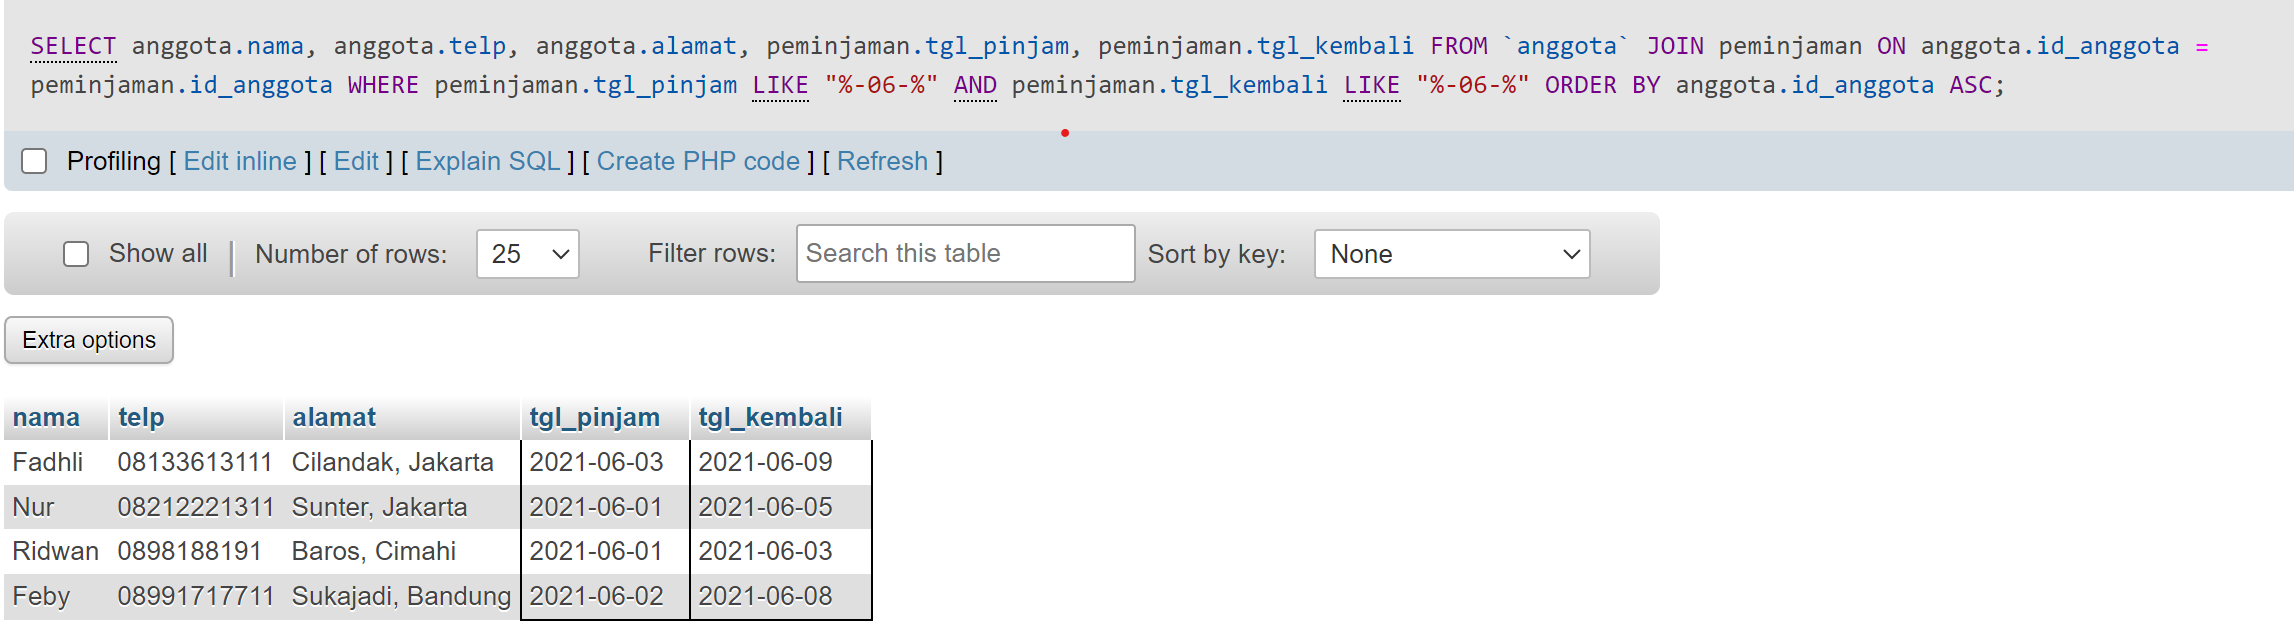 SELECT anggota.nama, anggota.telp, anggota.alamat, peminjaman.tgl_pinjam, peminjaman.tgl_kembali FROM `anggota` JOIN peminjaman ON anggota.id_anggota =
peminjaman.id_anggota WHERE peminjaman.tgl_pinjam LIKE "%-06-%" AND peminjaman.tgl_kembali LIKE "%-06-%" ORDER BY anggota.id_anggota ASC;
Profiling [ Edit inline ] [ Edit ] [ Explain SQL ] [ Create PHP code ] [ Refresh ]
Show all | Number of rows: 25 Filter rows: Search this table Sort by key: None
Extra options
nama telp alamat tgl_pinjam tgl_kembali
Fadhli 08133613111 Cilandak, Jakarta 2021-06-03 2021-06-09
Nur 08212221311 Sunter, Jakarta 2021-06-01 2021-06-05
Ridwan 0898188191 Baros, Cimahi 2021-06-01 2021-06-03
Feby 08991717711 Sukajadi, Bandung 2021-06-02 2021-06-08